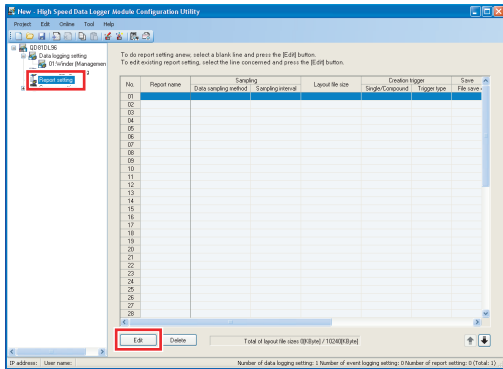 New - High Speed Data Logger Module Configuration Utility
Project Edit Online Tool Help
QD81DL96
Data logging setting
01:Winder (Managemen
Report setting
To do report setting anew, select a blank line and press the [Edit] button.
To edit existing report setting, select the line concerned and press the [Edit] button.
No. Report name Sampling Layout file size Creation trigger Save
Data sampling method Sampling interval Single/Compound Trigger type File save
01
02
03
04
05
06
07
08
09
10
11
12
13
14
15
16
17
18
19
20
21
22
23
24
25
26
27
28
Edit Delete Total of layout file sizes 0[KByte] / 10240[KByte]
IP address: User name: Number of data logging setting: 1 Number of event logging setting: 0 Number of report setting: 0 (Total: 1)